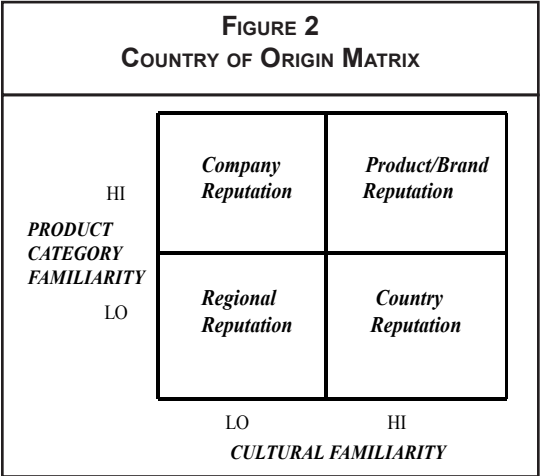 FIGURE 2
COUNTRY OF ORIGIN MATRIX
Company Product/Brand
HI Reputation Reputation
PRODUCT
CATEGORY
FAMILIARITY
Regional Country
LO Reputation Reputation
LO HI
CULTURAL FAMILIARITY